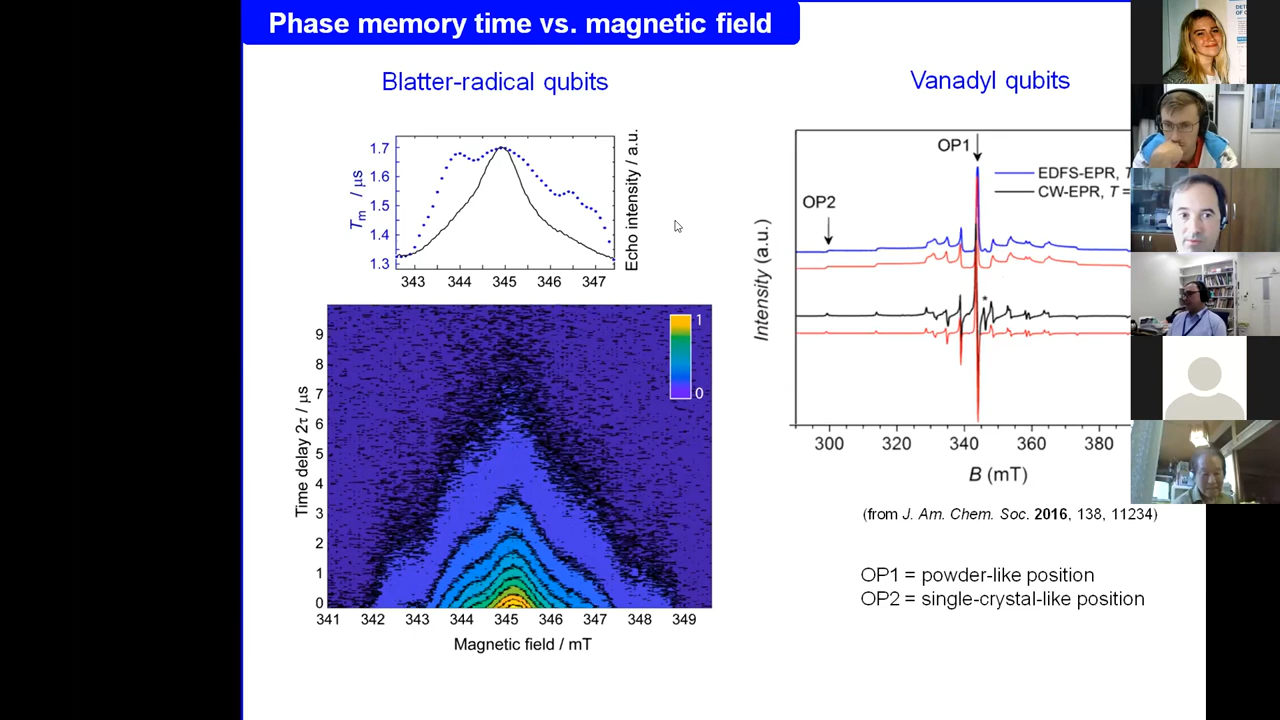 Phase memory time vs. magnetic field
Blatter-radical qubits
Vanadyl qubits
1.7
1.6
1.5
1.4
1.3
Tm / μs
Echo intensity / a.u.
343 344 345 346 347
9
8
7
6
5
4
3
2
1
0
Time delay 2τ / μs
1
0
341 342 343 344 345 346 347 348 349
Magnetic field / mT
OP1
OP2
EDFS-EPR, T
CW-EPR, T =
*
Intensity (a.u.)
300 320 340 360 380
B (mT)
(from J. Am. Chem. Soc. 2016, 138, 11234)
OP1 = powder-like position
OP2 = single-crystal-like position